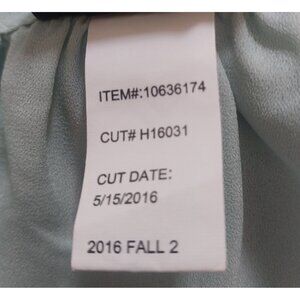 ITEM#:10636174
CUT# H16031
CUT DATE:
5/15/2016
2016 FALL 2